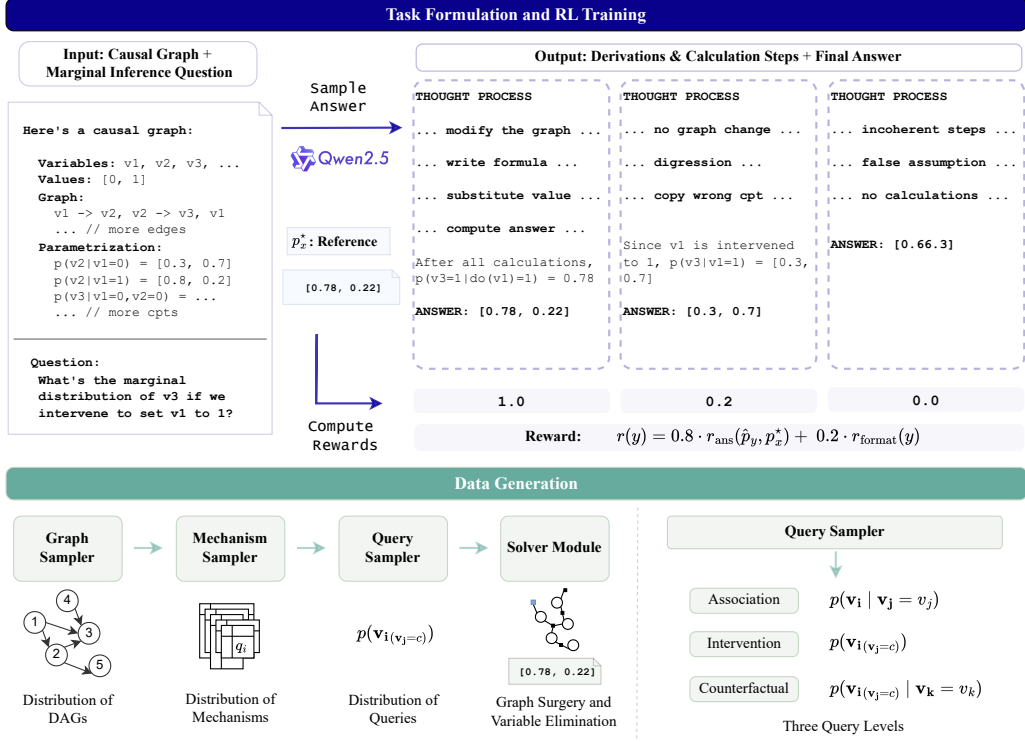 Task Formulation and RL Training
Input: Causal Graph +
Marginal Inference Question
Here's a causal graph:
Variables: v1, v2, v3, ...
Values: [0, 1]
Graph:
v1 -> v2, v2 -> v3, v1
... // more edges
Parametrization:
p(v2|v1=0) = [0.3, 0.7]
p(v2|v1=1) = [0.8, 0.2]
p(v3|v1=0,v2=0) = ...
... // more cpts
Question:
What's the marginal
distribution of v3 if we
intervene to set v1 to 1?
Sample
Answer
Qwen2.5
p_x^⋆: Reference
[0.78, 0.22]
Compute
Rewards
Output: Derivations & Calculation Steps + Final Answer
THOUGHT PROCESS
... modify the graph ...
... write formula ...
... substitute value ...
... compute answer ...
After all calculations,
p(v3=1|do(v1)=1) = 0.78
ANSWER: [0.78, 0.22]
THOUGHT PROCESS
... no graph change ...
... digression ...
... copy wrong cpt ...
Since v1 is intervened
to 1, p(v3|v1=1) = [0.3,
0.7]
ANSWER: [0.3, 0.7]
THOUGHT PROCESS
... incoherent steps ...
... false assumption ...
... no calculations ...
ANSWER: [0.66.3]
1.0
0.2
0.0
Reward: r(y) = 0.8 · r_ans(p̂_y, p_x^⋆) + 0.2 · r_format(y)
Data Generation
Graph
Sampler
Mechanism
Sampler
Query
Sampler
Solver Module
1
2
3
4
5
q_i
p(v_i(v_j=c))
[0.78, 0.22]
Distribution of
DAGs
Distribution of
Mechanisms
Distribution of
Queries
Graph Surgery and
Variable Elimination
Query Sampler
Association p(v_i | v_j = v_j)
Intervention p(v_i(v_j=c))
Counterfactual p(v_i(v_j=c) | v_k = v_k)
Three Query Levels